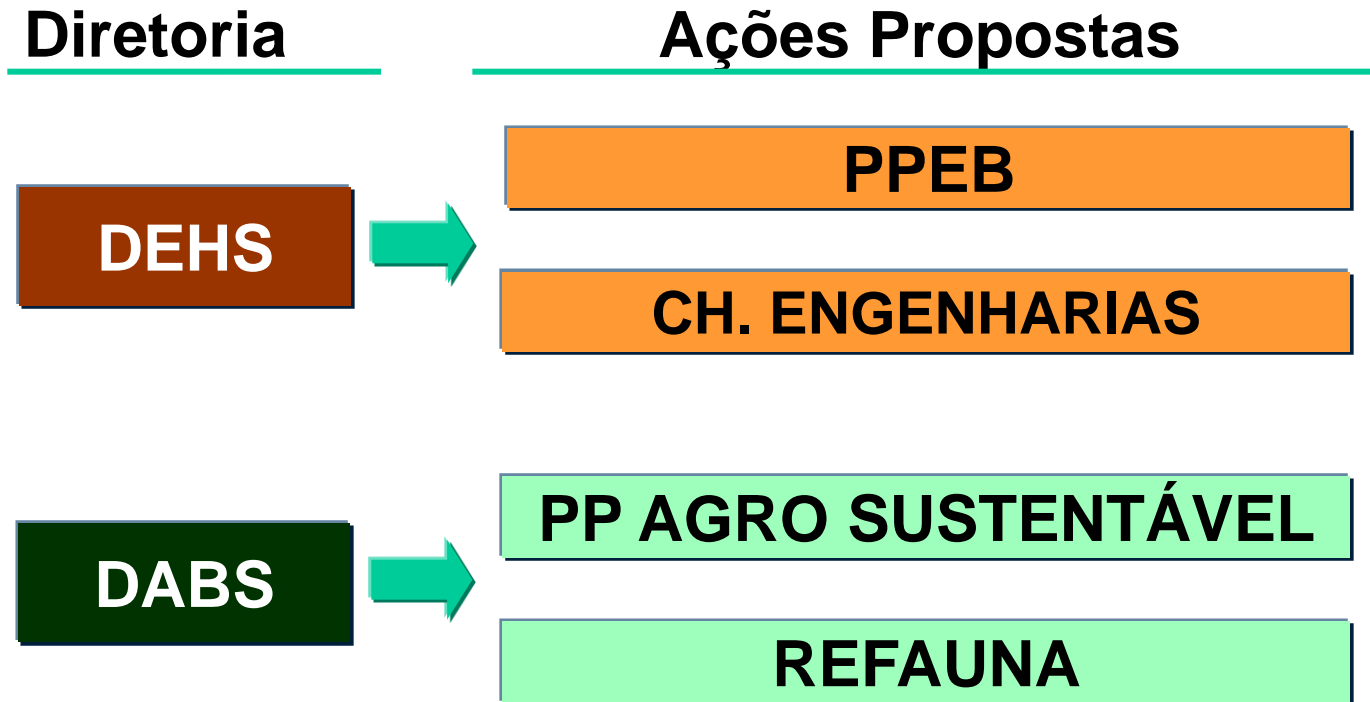 Diretoria
Ações Propostas
DEHS
PPEB
CH. ENGENHARIAS
DABS
PP AGRO SUSTENTÁVEL
REFAUNA